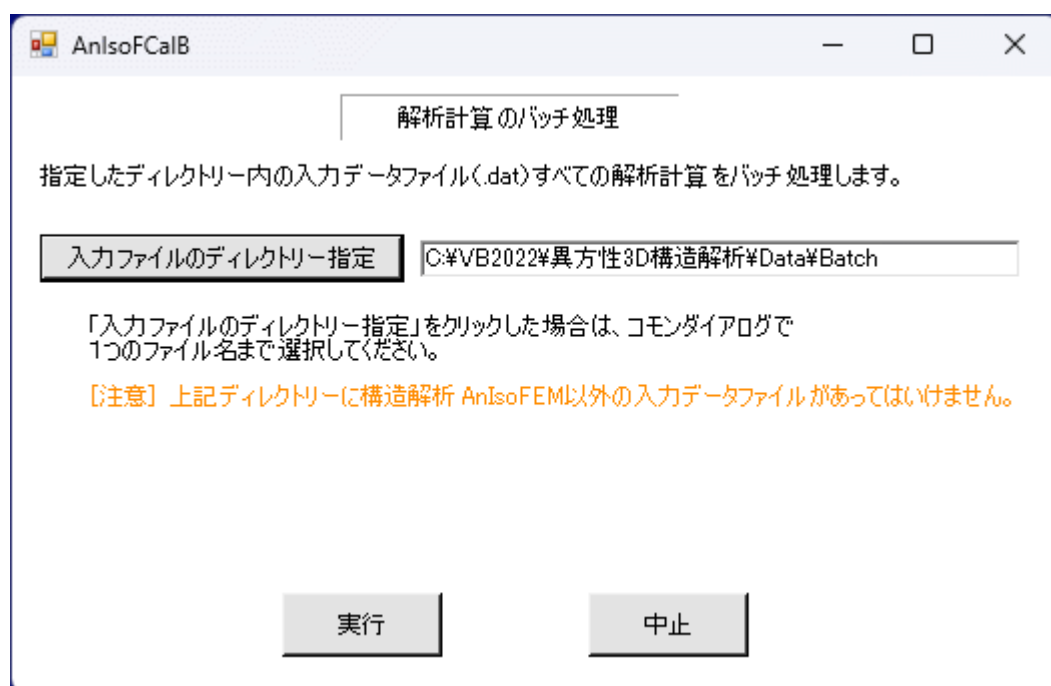 AnIsoFCalB
解析計算のバッチ処理
指定したディレクトリー内の入力データファイル(.dat)すべての解析計算をバッチ処理します。
入力ファイルのディレクトリー指定 C:¥VB2022¥異方性3D構造解析¥Data¥Batch
「入力ファイルのディレクトリー指定」をクリックした場合は、コモンダイアログで
1つのファイル名まで選択してください。
[注意] 上記ディレクトリーに構造解析 AnIsoFEM以外の入力データファイルがあってはいけません。
実行 中止